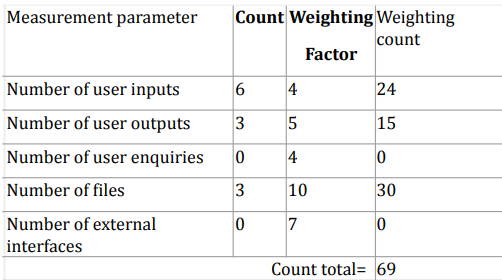 Measurement parameter Count Weighting Factor Weighting count
Number of user inputs 6 4 24
Number of user outputs 3 5 15
Number of user enquiries 0 4 0
Number of files 3 10 30
Number of external interfaces 0 7 0
Count total= 69